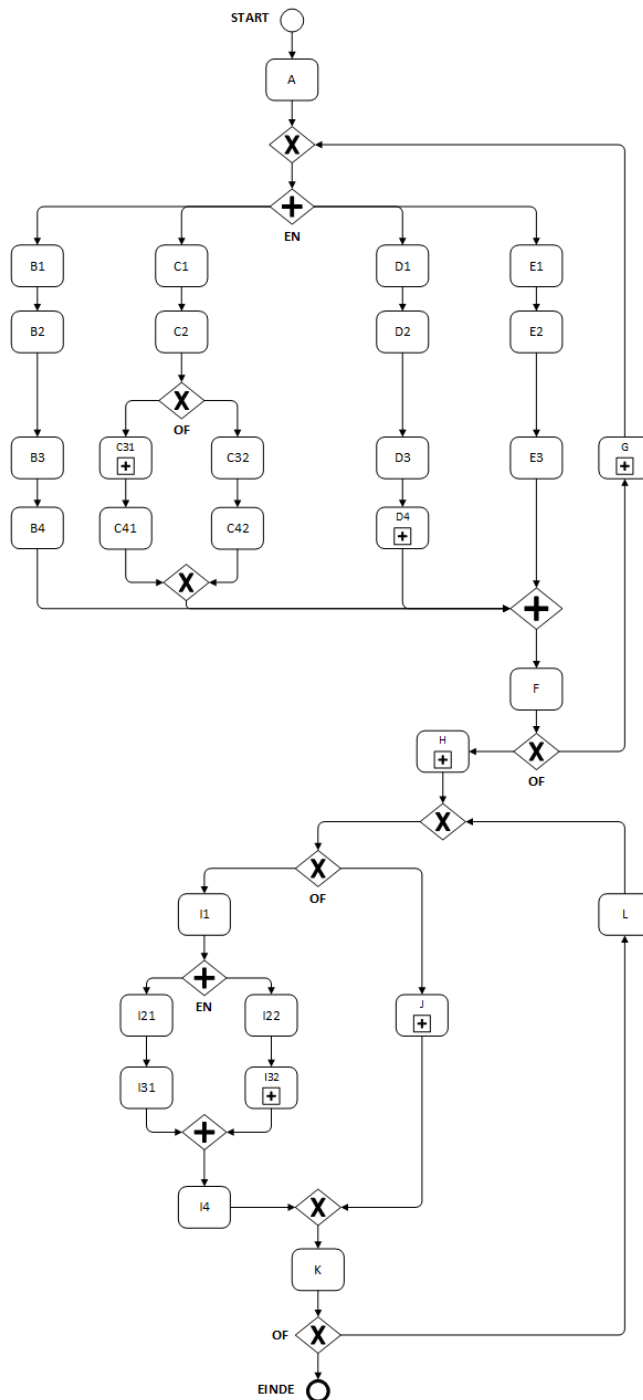 START
A
EN
B1
C1
D1
E1
B2
C2
D2
E2
OF
B3
C31
C32
D3
E3
G
B4
C41
C42
D4
F
H
OF
OF
I1
L
EN
I21
I22
J
I31
I32
I4
K
OF
EINDE